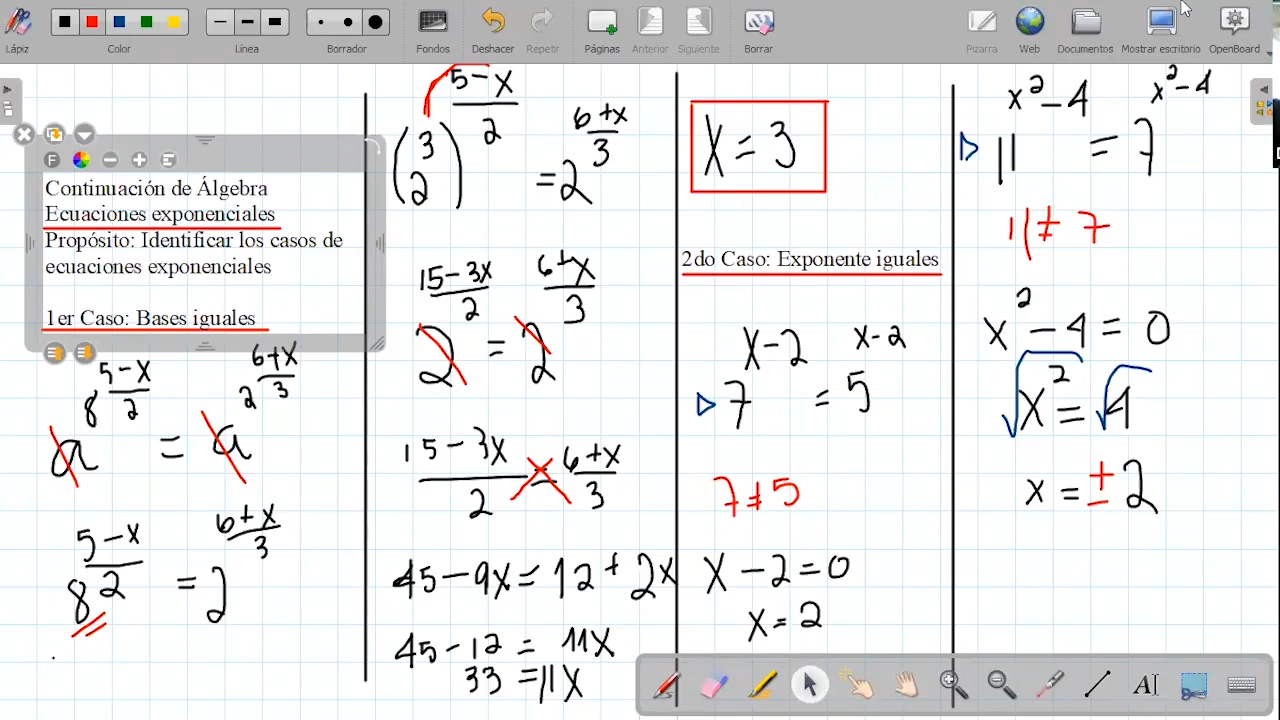 Lápiz Color Línea Borrador Fondos Deshacer Repetir Páginas Anterior Siguiente Borrar Pizarra Web Documentos Mostrar escritorio OpenBoard
F
Continuación de Álgebra
Ecuaciones exponenciales
Propósito: Identificar los casos de
ecuaciones exponenciales
1er Caso: Bases iguales
a^(8^((5-x)/2)) = a^(2^((6+x)/3))
8^((5-x)/2) = 2^((6+x)/3)
(2^3)^((5-x)/2) = 2^((6+x)/3)
2^((15-3x)/2) = 2^((6+x)/3)
(15-3x)/2 = (6+x)/3
45-9x = 12+2x
45-12 = 11x
33 = 11x
x = 3
2do Caso: Exponente iguales
7^(x-2) = 5^(x-2)
7 ≠ 5
x-2=0
x=2
11^(x²-4) = 7^(x²-4)
11 ≠ 7
x²-4=0
√x² = √4
x = ±2
AI